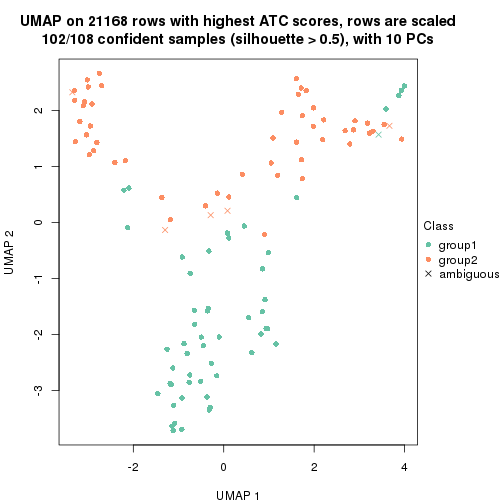 UMAP on 21168 rows with highest ATC scores, rows are scaled
102/108 confident samples (silhouette > 0.5), with 10 PCs
2
1
0
-1
-2
-3
UMAP 2
Class
group1
group2
ambiguous
-2
0
2
4
UMAP 1